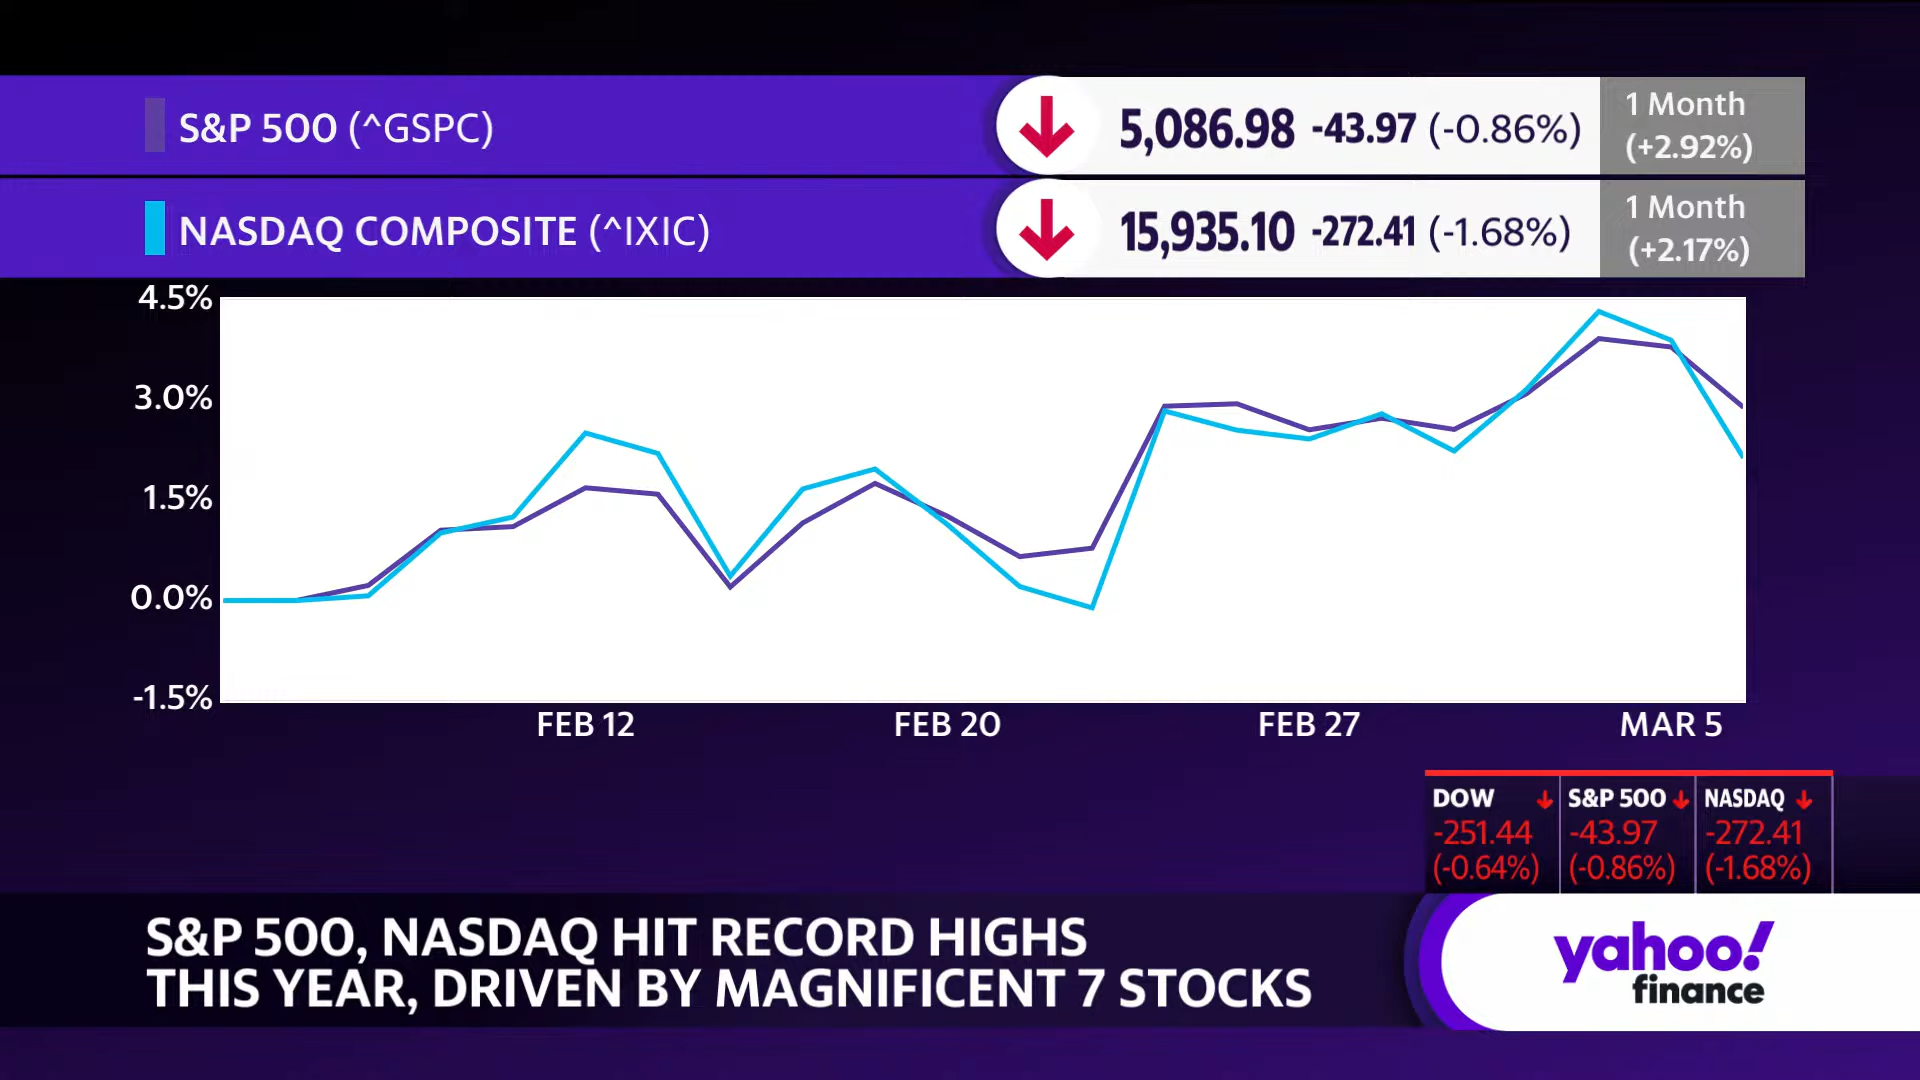 S&P 500 (^GSPC)
5,086.98 -43.97 (-0.86%)
1 Month
(+2.92%)
NASDAQ COMPOSITE (^IXIC)
15,935.10 -272.41 (-1.68%)
1 Month
(+2.17%)
4.5%
3.0%
1.5%
0.0%
-1.5%
FEB 12
FEB 20
FEB 27
MAR 5
DOW
-251.44
(-0.64%)
S&P 500
-43.97
(-0.86%)
NASDAQ
-272.41
(-1.68%)
S&P 500, NASDAQ HIT RECORD HIGHS
THIS YEAR, DRIVEN BY MAGNIFICENT 7 STOCKS
yahoo!
finance